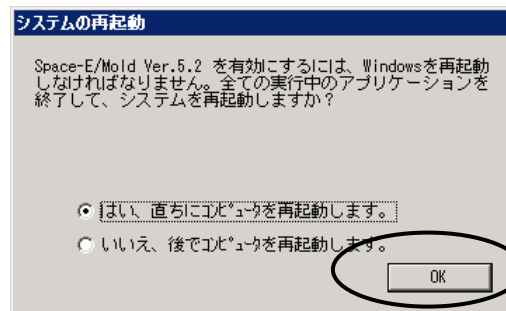 システムの再起動
Space-E/Mold Ver.5.2 を有効にするには、Windowsを再起動
しなければなりません。全ての実行中のアプリケーションを
終了して、システムを再起動しますか？
はい、直ちにｺﾝﾋﾟｭｰﾀを再起動します。
いいえ、後でｺﾝﾋﾟｭｰﾀを再起動します。
OK